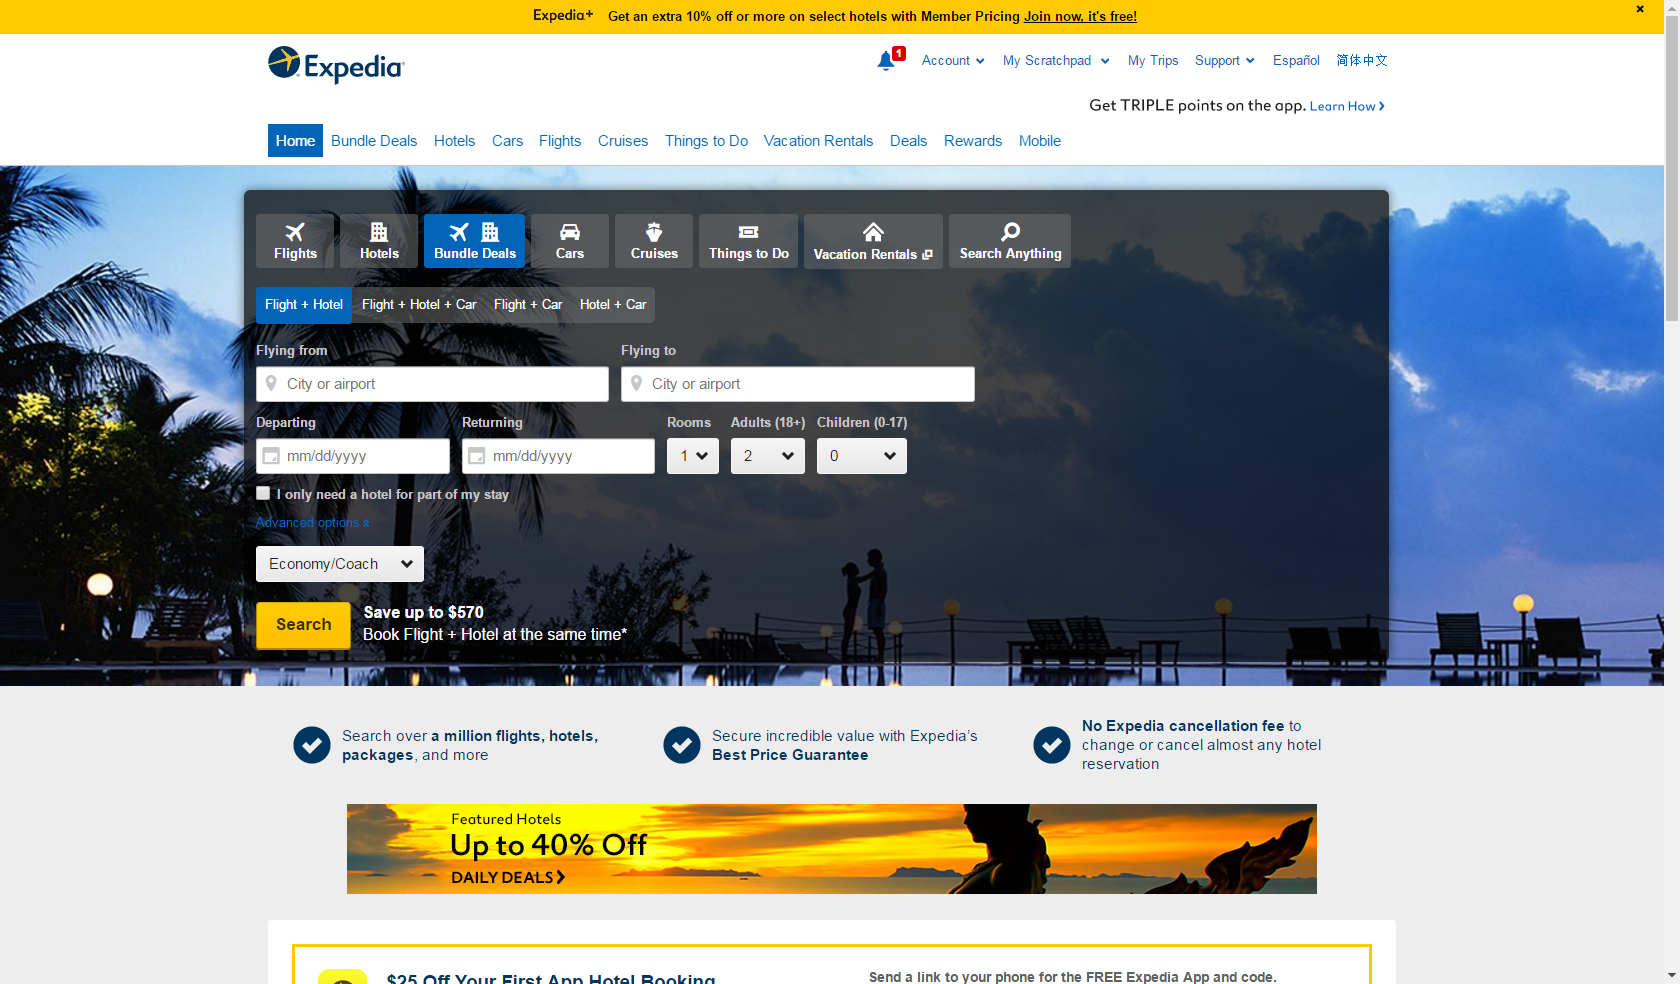 Expedia+ Get an extra 10% off or more on select hotels with Member Pricing Join now, it's free!
Expedia
1
Account My Scratchpad My Trips Support Español 简体中文
Get TRIPLE points on the app. Learn How
Home Bundle Deals Hotels Cars Flights Cruises Things to Do Vacation Rentals Deals Rewards Mobile
Flights Hotels Bundle Deals Cars Cruises Things to Do Vacation Rentals Search Anything
Flight + Hotel Flight + Hotel + Car Flight + Car Hotel + Car
Flying from Flying to
City or airport City or airport
Departing Returning Rooms Adults (18+) Children (0-17)
mm/dd/yyyy mm/dd/yyyy 1 2 0
I only need a hotel for part of my stay
Advanced options
Economy/Coach
Search
Save up to $570
Book Flight + Hotel at the same time*
Search over a million flights, hotels,
packages, and more
Secure incredible value with Expedia's
Best Price Guarantee
No Expedia cancellation fee to
change or cancel almost any hotel
reservation
Featured Hotels
Up to 40% Off
DAILY DEALS
$25 Off Your First App Hotel Booking
Send a link to your phone for the FREE Expedia App and code.